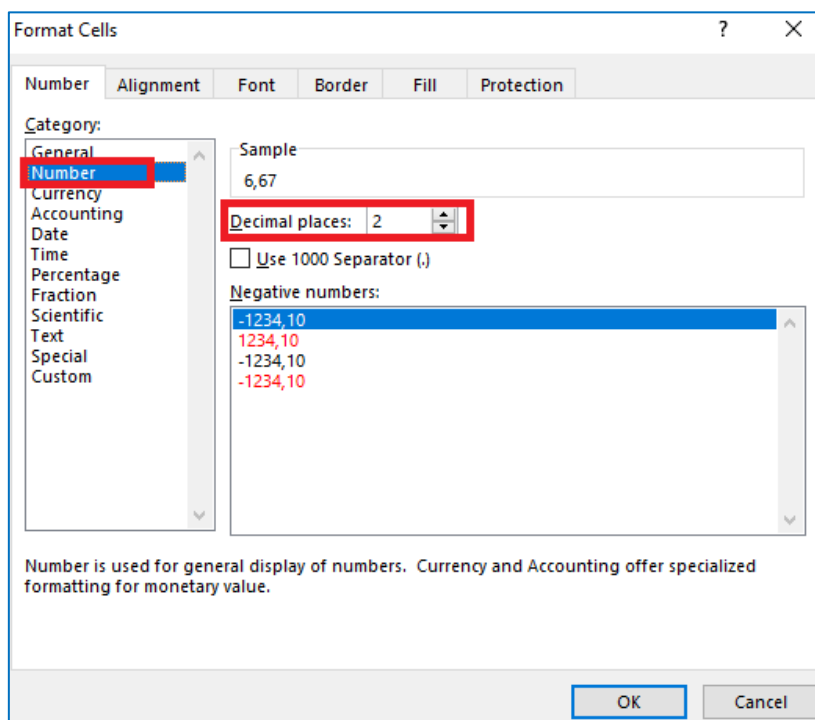 Format Cells
?
Number
Alignment
Font
Border
Fill
Protection
Category:
General
Number
Currency
Accounting
Date
Time
Percentage
Fraction
Scientific
Text
Special
Custom
Sample
6,67
Decimal places: 2
Use 1000 Separator (.)
Negative numbers:
-1234,10
1234,10
-1234,10
-1234,10
Number is used for general display of numbers.  Currency and Accounting offer specialized
formatting for monetary value.
OK
Cancel